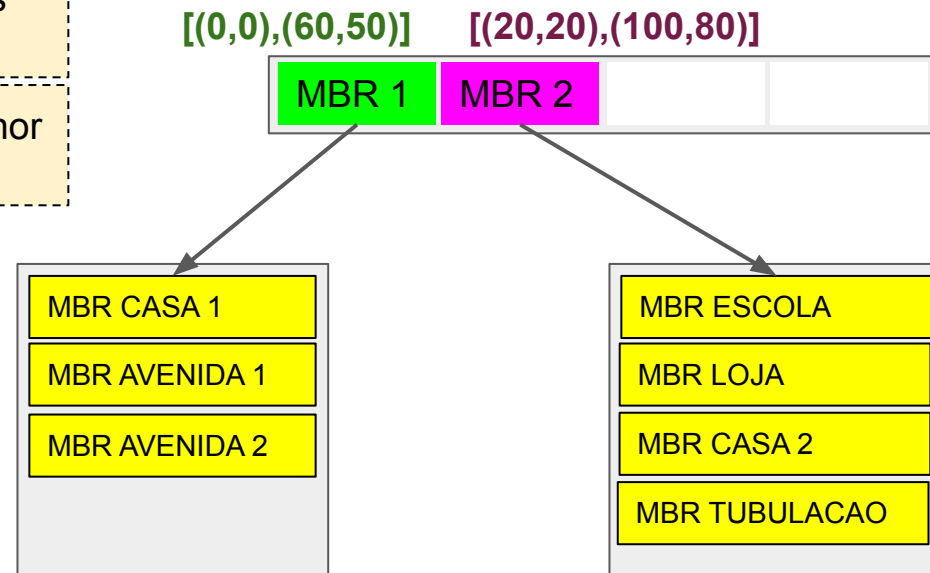 [(0,0),(60,50)] [(20,20),(100,80)]
MBR 1 MBR 2
MBR CASA 1
MBR AVENIDA 1
MBR AVENIDA 2
MBR ESCOLA
MBR LOJA
MBR CASA 2
MBR TUBULACAO